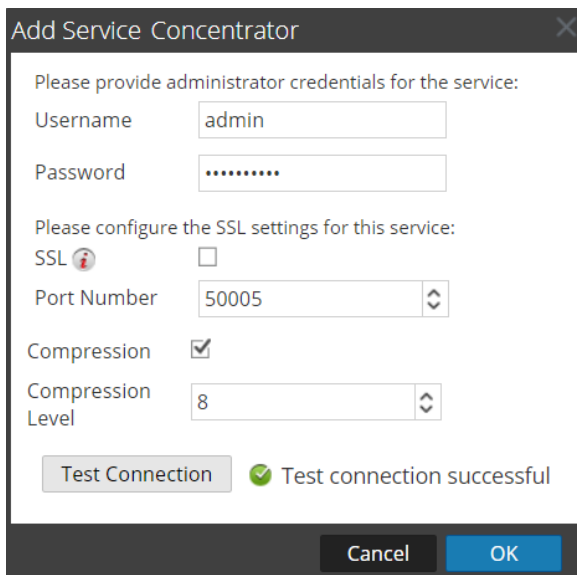 Add Service Concentrator
Please provide administrator credentials for the service:
Username admin
Password ••••••••••
Please configure the SSL settings for this service:
SSL i
Port Number 50005
Compression
Compression
Level 8
Test Connection Test connection successful
Cancel OK